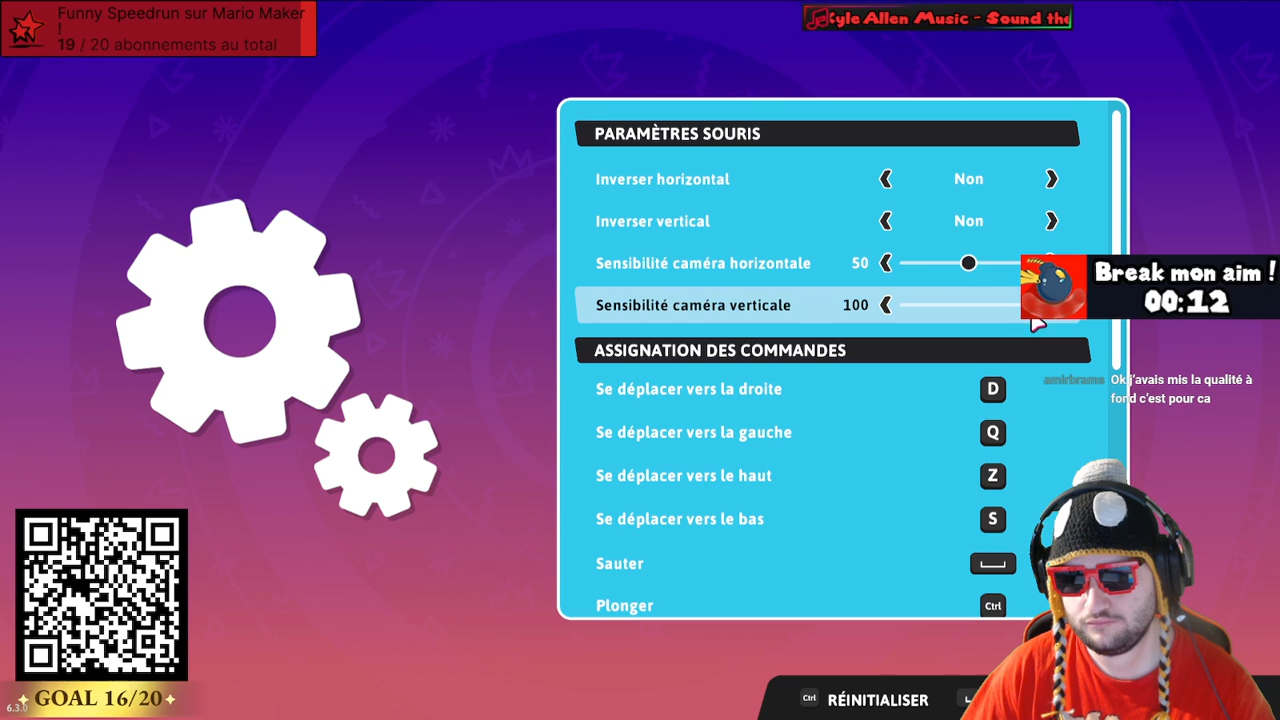 Funny Speedrun sur Mario Maker
!
19 / 20 abonnements au total
Kyle Allen Music - Sound the
PARAMÈTRES SOURIS
Inverser horizontal
Non
Inverser vertical
Non
Sensibilité caméra horizontale
50
Break mon aim !
00:12
Sensibilité caméra verticale
100
ASSIGNATION DES COMMANDES
amirbrams Ok j'avais mis la qualité à
fond c'est pour ca
Se déplacer vers la droite
D
Se déplacer vers la gauche
Q
Se déplacer vers le haut
Z
Se déplacer vers le bas
S
Sauter
Plonger
Ctrl
GOAL 16/20
6.3.0
Ctrl RÉINITIALISER